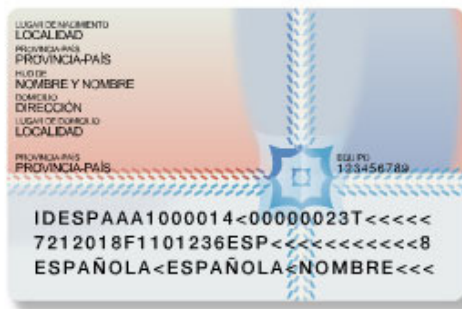 LUGAR DE NACIMIENTO
LOCALIDAD
PROVINCIA-PAÍS
PROVINCIA-PAÍS
HIJO DE
NOMBRE Y NOMBRE
DOMICILIO
DIRECCIÓN
LUGAR DE DOMICILIO
LOCALIDAD
PROVINCIA-PAÍS
PROVINCIA-PAÍS
EQUIPO
123456789
IDESPAAA1000014<00000023T<<<<<
7212018F1101236ESP<<<<<<<<<<<8
ESPAÑOLA<ESPAÑOLA<NOMBRE<<<